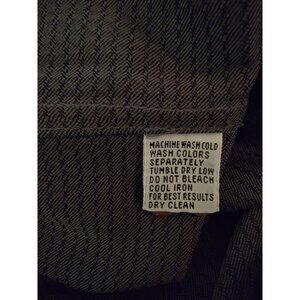 MACHINE WASH COLD
WASH COLORS
SEPARATELY
TUMBLE DRY LOW
DO NOT BLEACH
COOL IRON
FOR BEST RESULTS
DRY CLEAN